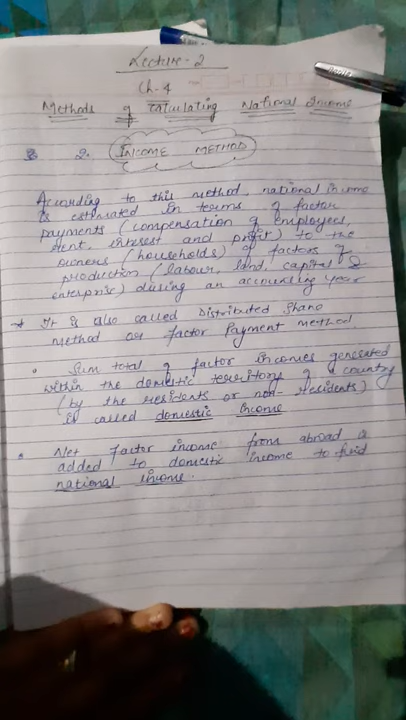 Lecture-2
Ch-4
Methods of Calculating National Income
2. INCOME METHOD
According to this method, national income
is estimated in terms of factor
payments (compensation of employees,
rent, interest and profit) to the
owners (households) of factors of
production (labour, land, capital &
enterprise) during an accounting year
* It is also called Distributed Share
method or Factor Payment method.
• Sum total of factor incomes generated
within the domestic territory of a country
(by the residents or non-residents)
is called domestic income
• Net factor income from abroad is
added to domestic income to find
national income.